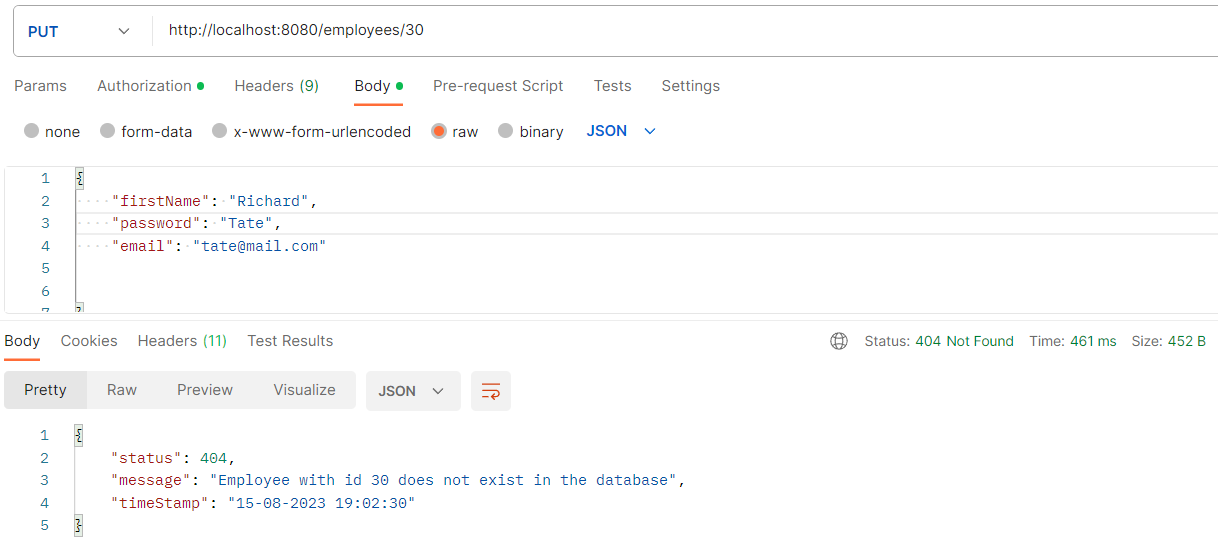 PUT http://localhost:8080/employees/30
Params Authorization Headers (9) Body Pre-request Script Tests Settings
none form-data x-www-form-urlencoded raw binary JSON
1 {
2 "firstName": "Richard",
3 "password": "Tate",
4 "email": "tate@mail.com"
5
6
7 }
Body Cookies Headers (11) Test Results Status: 404 Not Found Time: 461 ms Size: 452 B
Pretty Raw Preview Visualize JSON
1 {
2 "status": 404,
3 "message": "Employee with id 30 does not exist in the database",
4 "timeStamp": "15-08-2023 19:02:30"
5 }